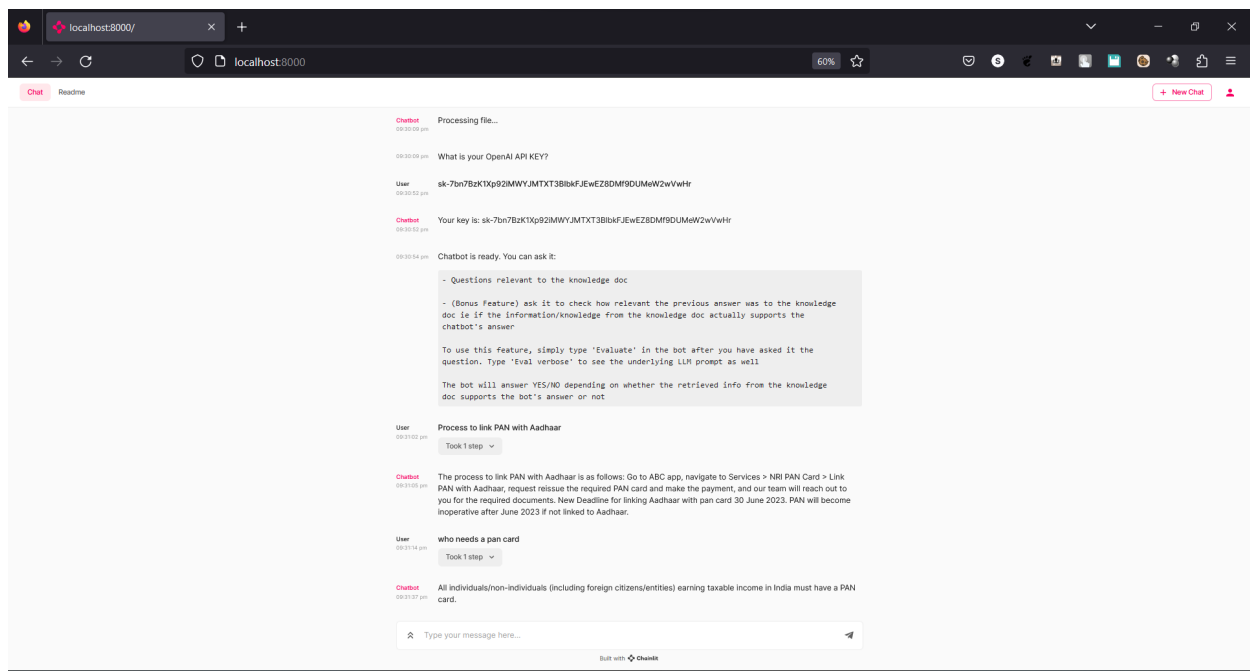 localhost:8000/
localhost:8000
60%
S
Chat
Readme
+ New Chat
Chatbot
Processing file...
09:30:09 pm
09:30:09 pm
What is your OpenAI API KEY?
User
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
09:30:52 pm
Chatbot
Your key is: 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
09:30:52 pm
09:30:54 pm
Chatbot is ready. You can ask it:
- Questions relevant to the knowledge doc
- (Bonus Feature) ask it to check how relevant the previous answer was to the knowledge
doc ie if the information/knowledge from the knowledge doc actually supports the
chatbot's answer
To use this feature, simply type 'Evaluate' in the bot after you have asked it the
question. Type 'Eval verbose' to see the underlying LLM prompt as well
The bot will answer YES/NO depending on whether the retrieved info from the knowledge
doc supports the bot's answer or not
User
Process to link PAN with Aadhaar
09:31:02 pm
Took 1 step
Chatbot
The process to link PAN with Aadhaar is as follows: Go to ABC app, navigate to Services > NRI PAN Card > Link
09:31:05 pm
PAN with Aadhaar, request reissue the required PAN card and make the payment, and our team will reach out to
you for the required documents. New Deadline for linking Aadhaar with pan card 30 June 2023. PAN will become
inoperative after June 2023 if not linked to Aadhaar.
User
who needs a pan card
09:31:14 pm
Took 1 step
Chatbot
All individuals/non-individuals (including foreign citizens/entities) earning taxable income in India must have a PAN
09:31:37 pm
card.
Type your message here...
Built with Chainlit